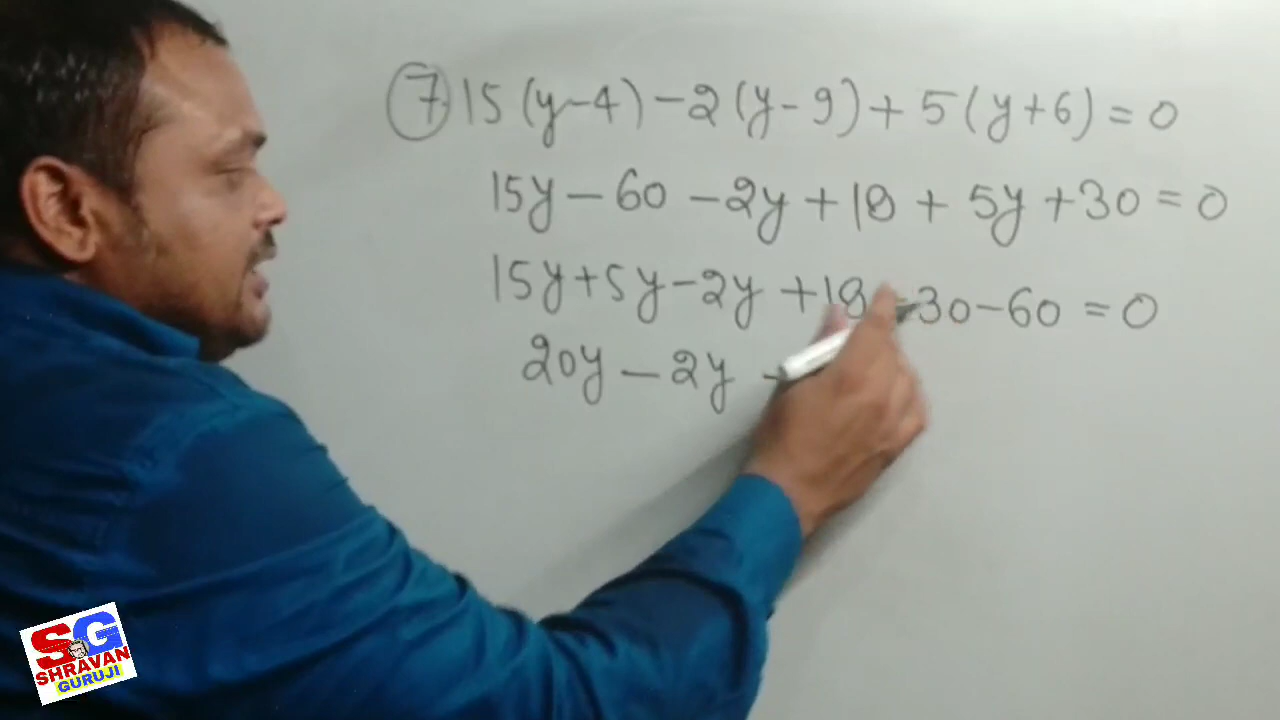 ⑦ 15 (y-4) - 2 (y-9) + 5 (y+6) = 0
15y - 60 - 2y + 18 + 5y + 30 = 0
15y + 5y - 2y + 18 30 - 60 = 0
20y - 2y
SG
SHRAVAN
GURUJI